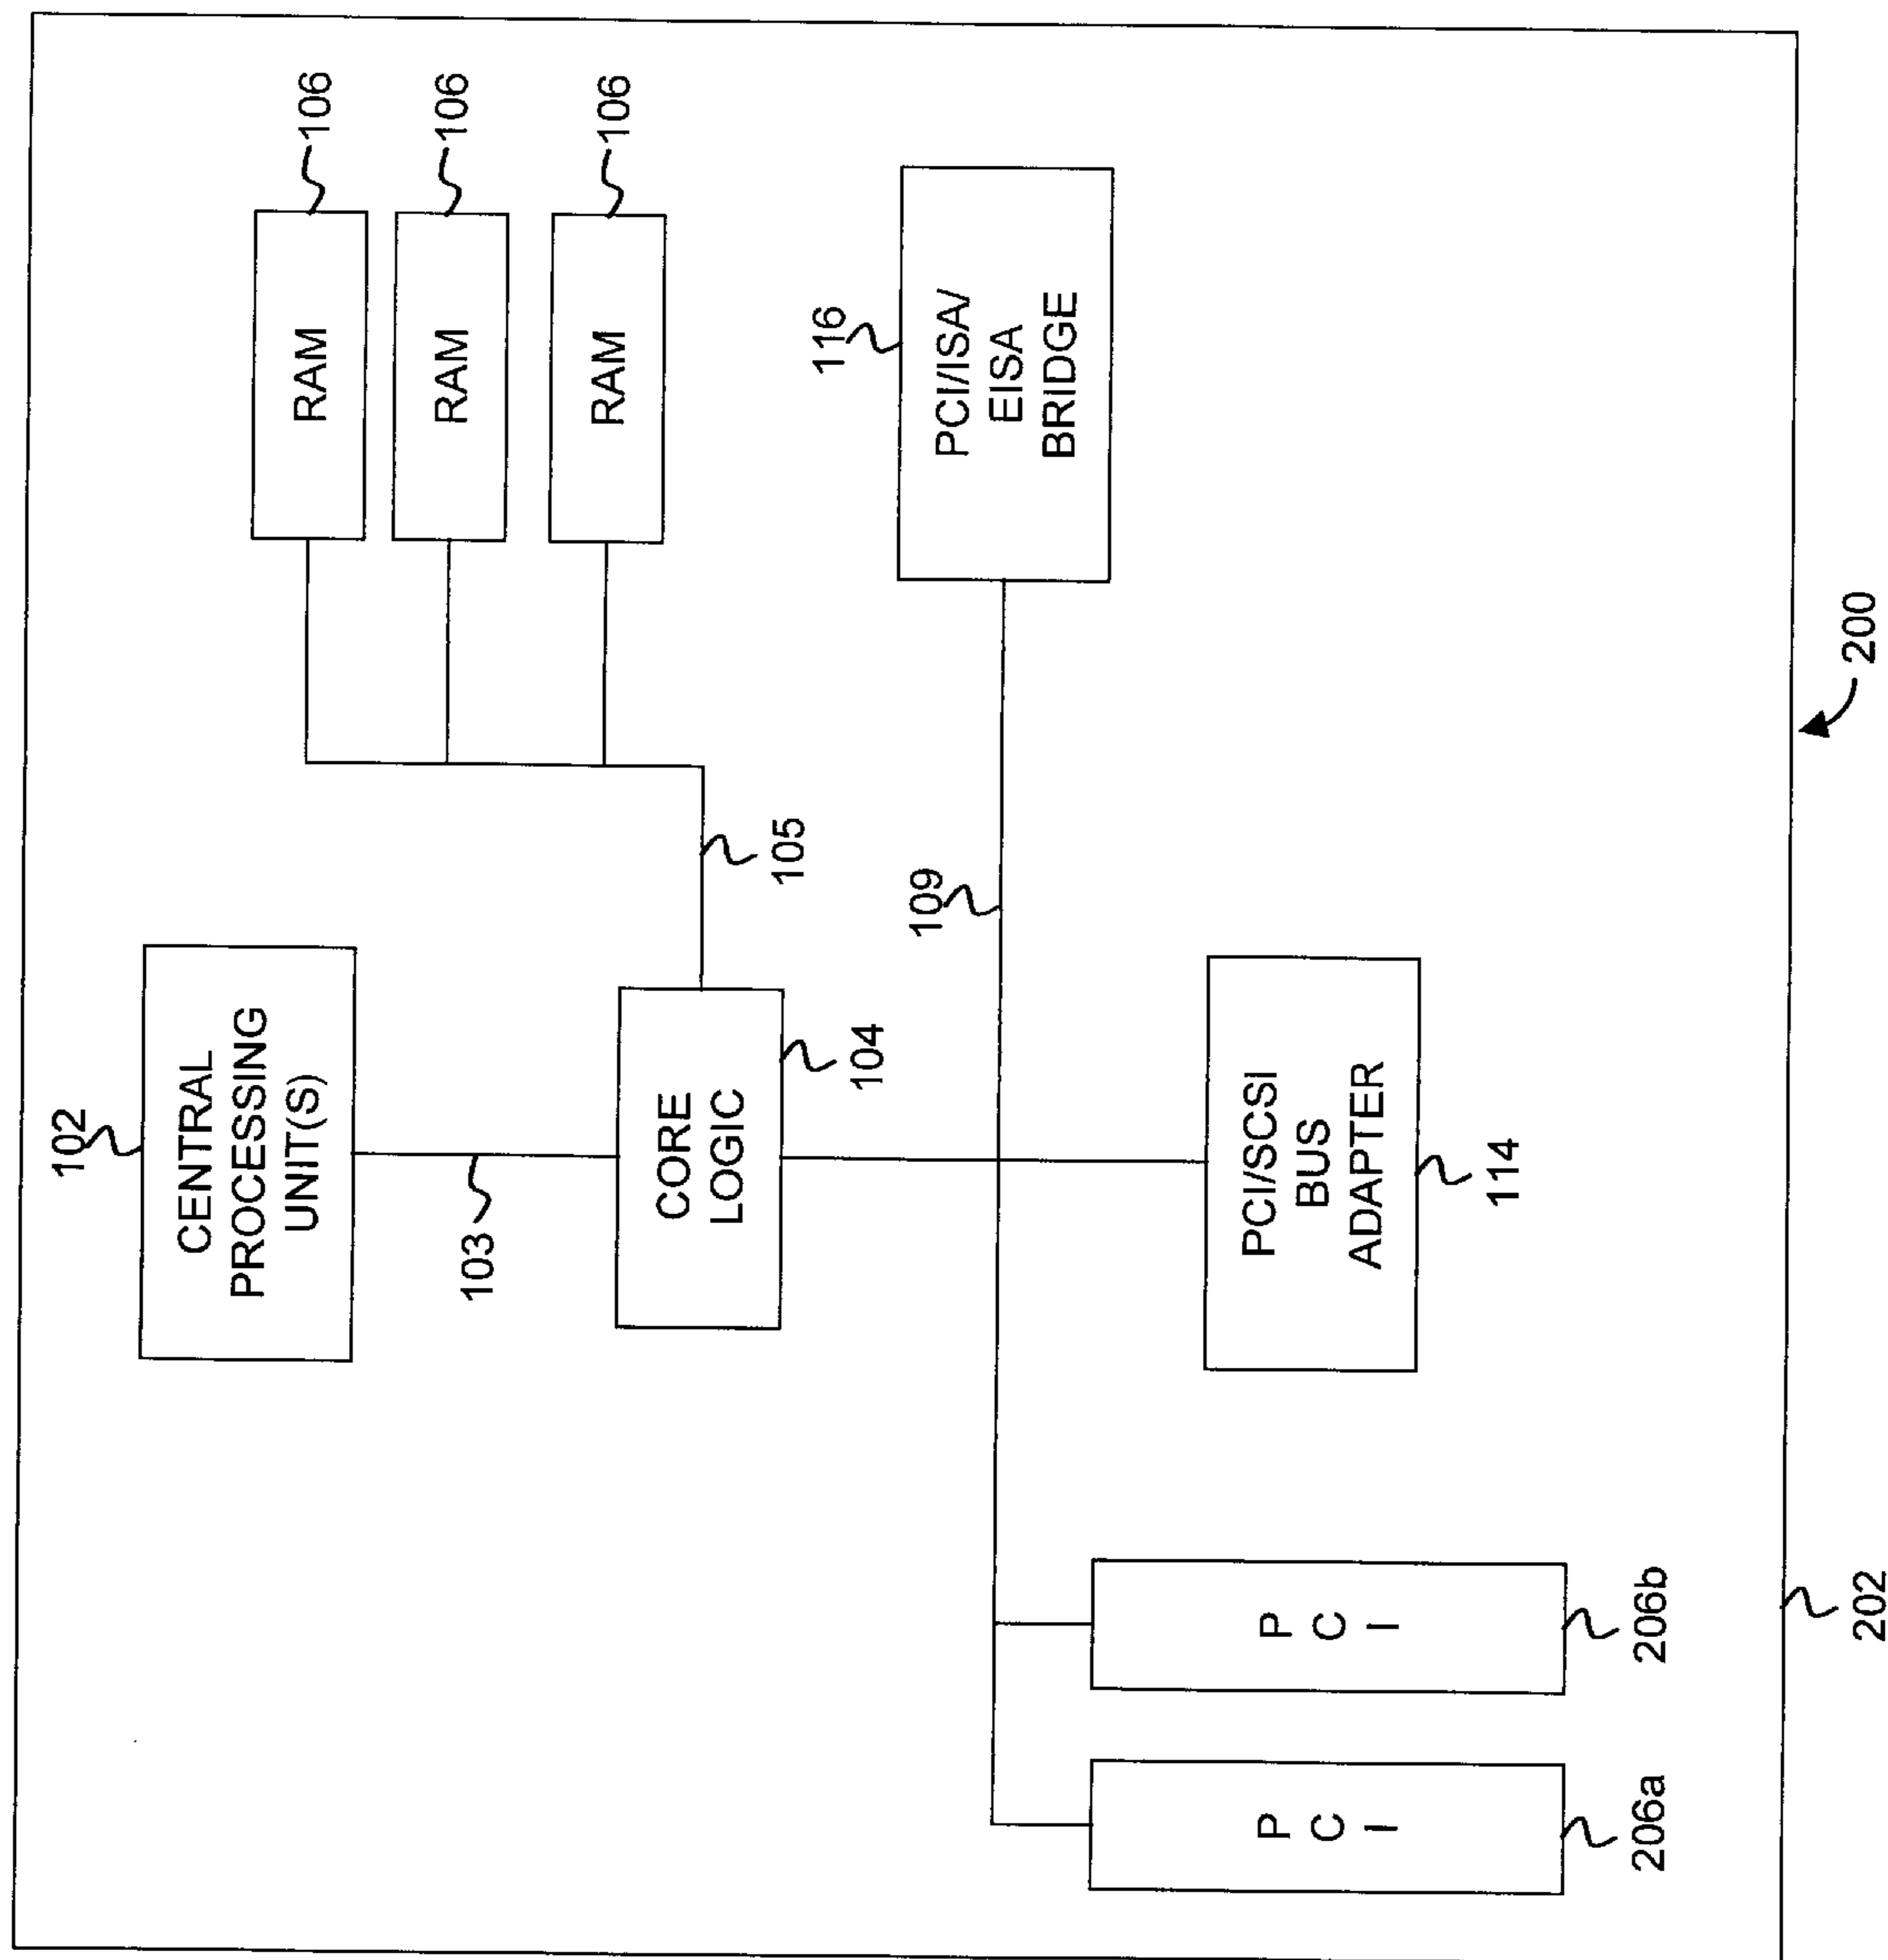 106
106
106
RAM
RAM
RAM
102
CENTRAL
PROCESSING
UNIT(S)
103
105
CORE
LOGIC
104
109
116
PCI/ISA/
EISA
BRIDGE
PCI/SCSI
BUS
ADAPTER
114
P
C
I
206a
P
C
I
206b
202
200